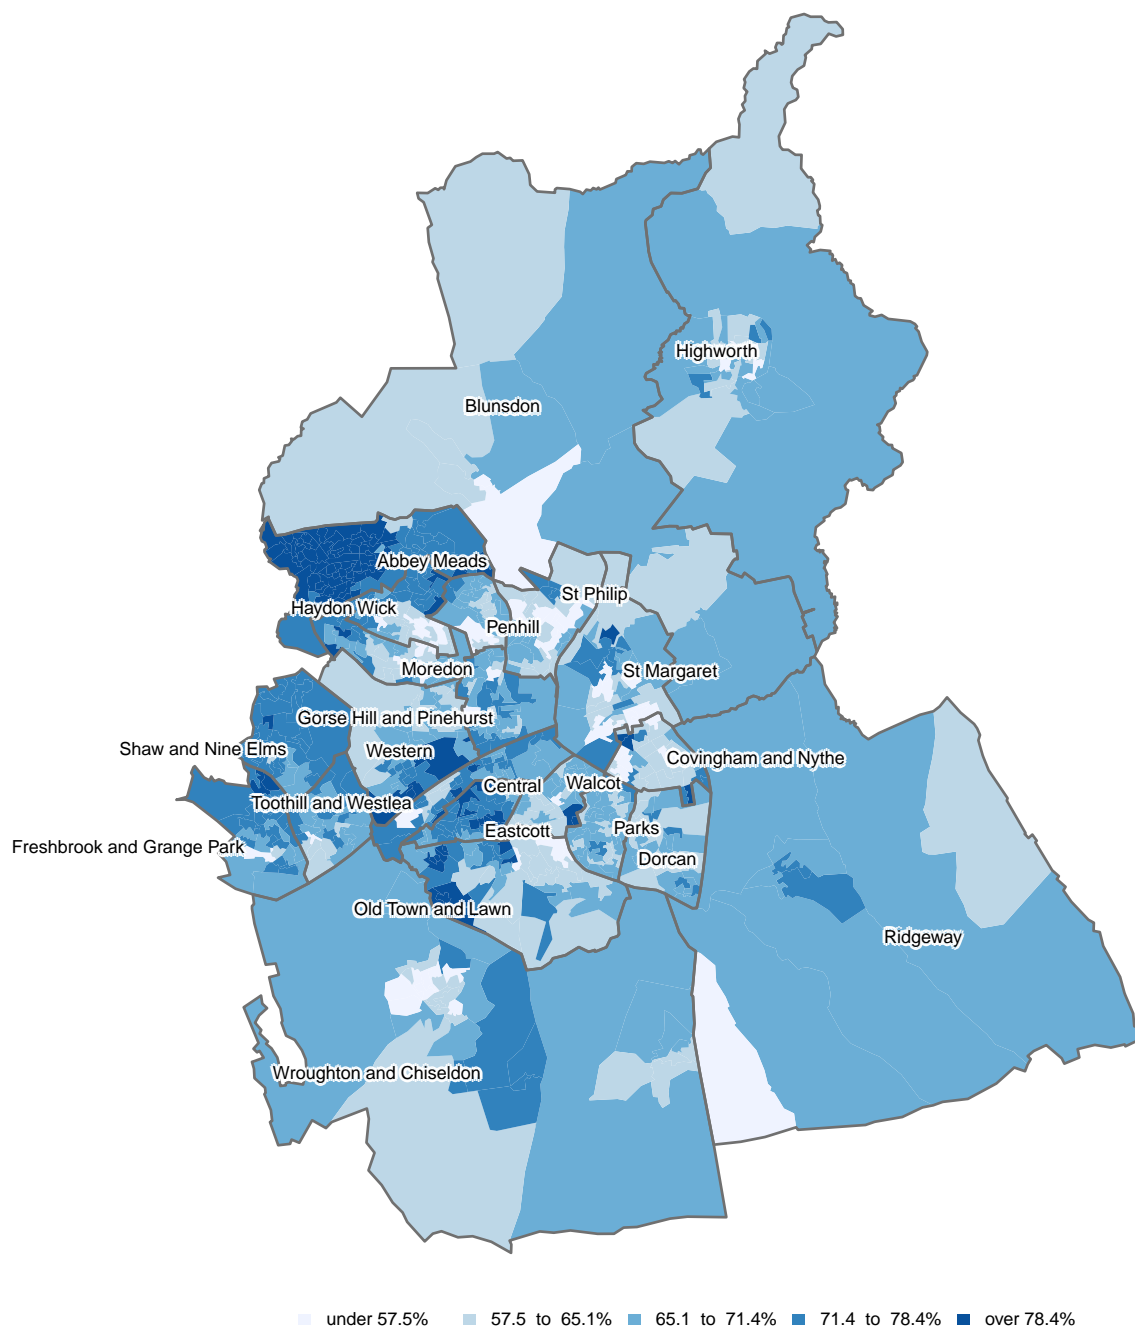 Highworth
Blunsdon
Abbey Meads
St Philip
Haydon Wick
Penhill
Moredon
St Margaret
Gorse Hill and Pinehurst
Shaw and Nine Elms
Western
Covingham and Nythe
Central
Walcot
Toothill and Westlea
Eastcott
Parks
Freshbrook and Grange Park
Dorcan
Old Town and Lawn
Ridgeway
Wroughton and Chiseldon
under 57.5% 57.5 to 65.1% 65.1 to 71.4% 71.4 to 78.4% over 78.4%